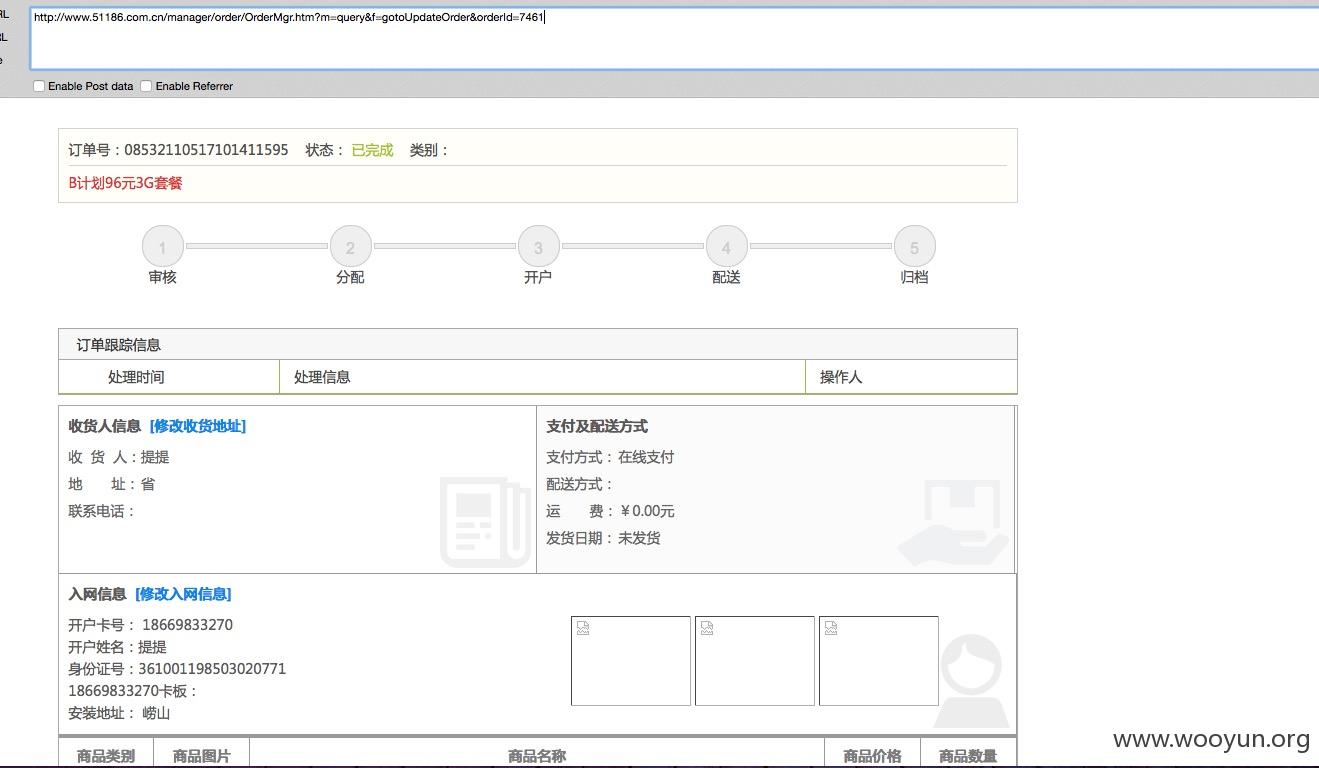 RL
http://www.51186.com.cn/manager/order/OrderMgr.htm?m=query&f=gotoUpdateOrder&orderId=7461
RL
e
Enable Post data Enable Referrer
订单号：08532110517101411595 状态： 已完成 类别：
B计划96元3G套餐
1 2 3 4 5
审核 分配 开户 配送 归档
订单跟踪信息
处理时间 处理信息 操作人
收货人信息 [修改收货地址] 支付及配送方式
收 货 人：提提 支付方式： 在线支付
地 址： 省 配送方式：
联系电话： 运 费： ￥0.00元
发货日期： 未发货
入网信息 [修改入网信息]
开户卡号： 18669833270
开户姓名：提提
身份证号：361001198503020771
18669833270卡板：
安装地址： 崂山
商品类别 商品图片 商品名称 商品价格 商品数量
www.wooyun.org